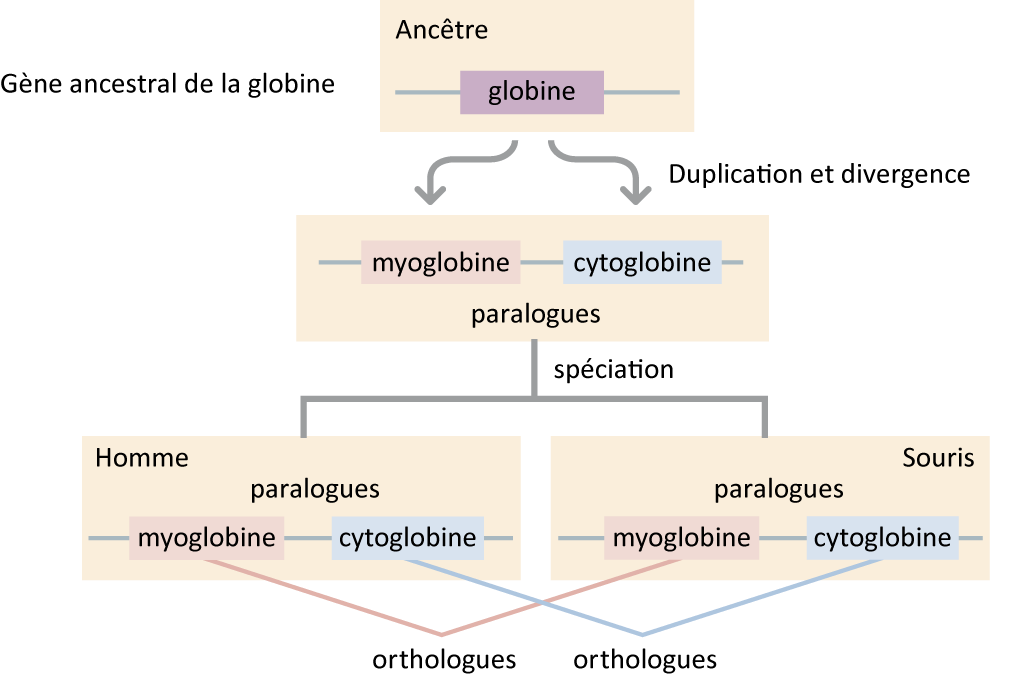 Ancêtre
Gène ancestral de la globine
globine
Duplication et divergence
myoglobine
cytoglobine
paralogues
spéciation
Homme
paralogues
myoglobine
cytoglobine
Souris
paralogues
myoglobine
cytoglobine
orthologues
orthologues